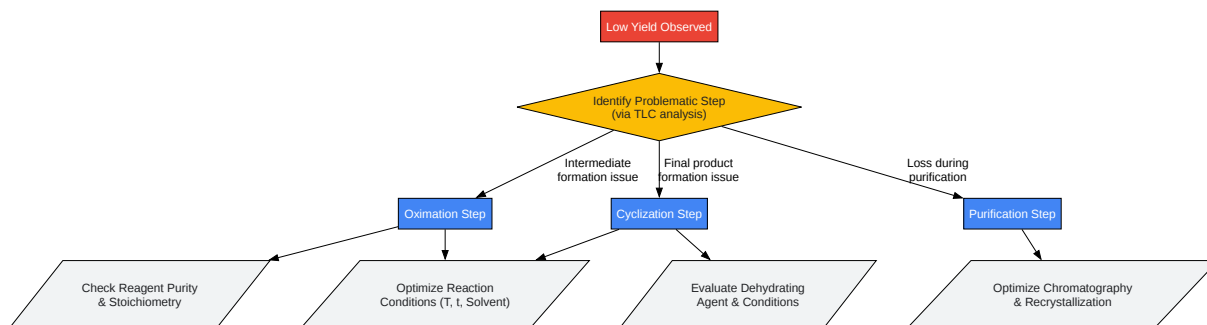 Low Yield Observed
Identify Problematic Step
(via TLC analysis)
Intermediate
formation issue
Final product
formation issue
Loss during
purification
Oximation Step
Cyclization Step
Purification Step
Check Reagent Purity
& Stoichiometry
Optimize Reaction
Conditions (T, t, Solvent)
Evaluate Dehydrating
Agent & Conditions
Optimize Chromatography
& Recrystallization